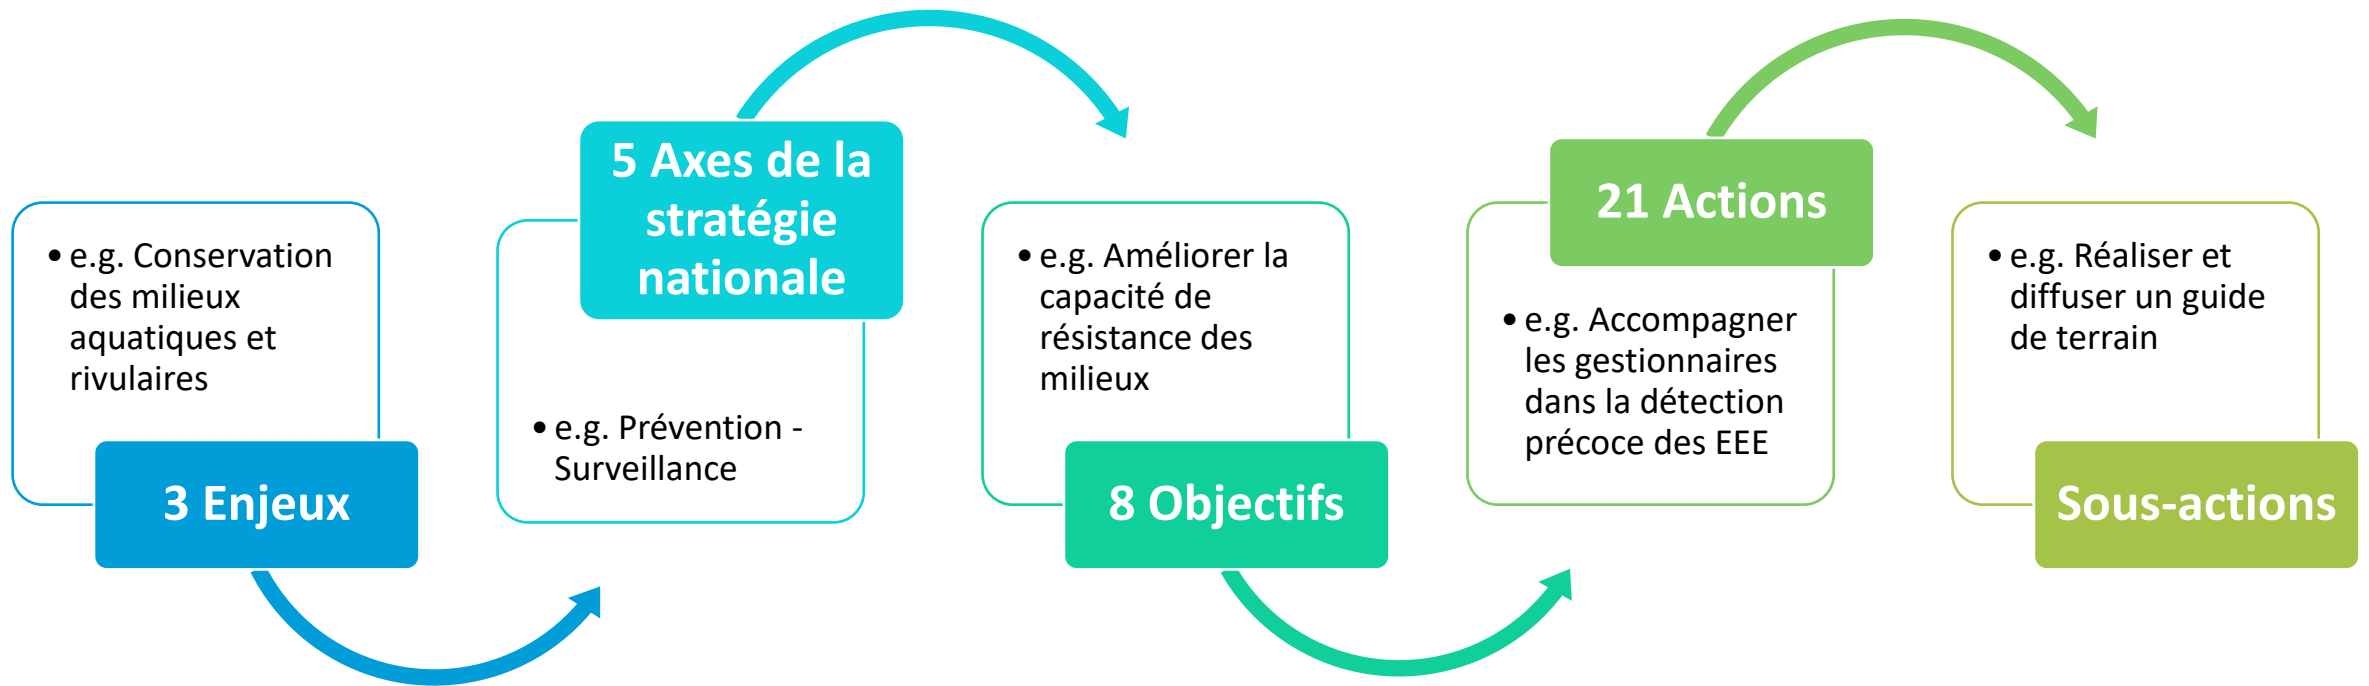 • e.g. Conservation
des milieux
aquatiques et
rivulaires
3 Enjeux
5 Axes de la
stratégie
nationale
• e.g. Prévention -
Surveillance
• e.g. Améliorer la
capacité de
résistance des
milieux
8 Objectifs
21 Actions
• e.g. Accompagner
les gestionnaires
dans la détection
précoce des EEE
• e.g. Réaliser et
diffuser un guide
de terrain
Sous-actions